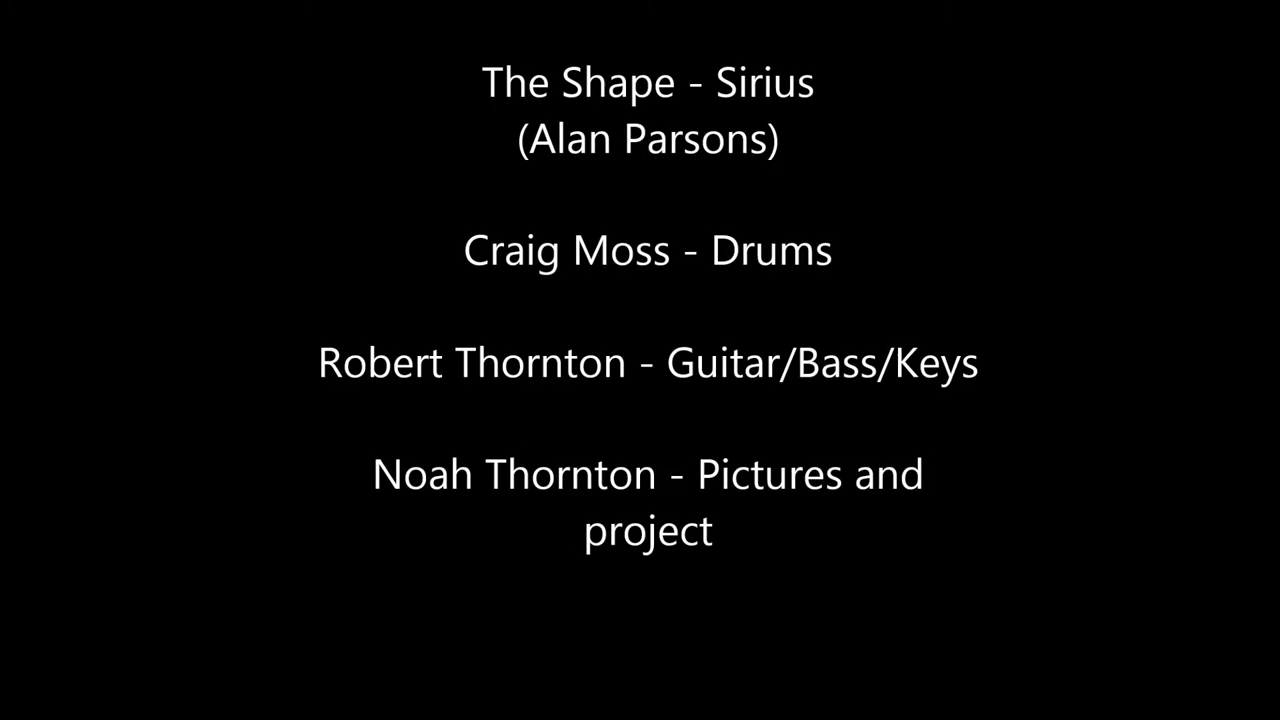 The Shape - Sirius
(Alan Parsons)
Craig Moss - Drums
Robert Thornton - Guitar/Bass/Keys
Noah Thornton - Pictures and
project